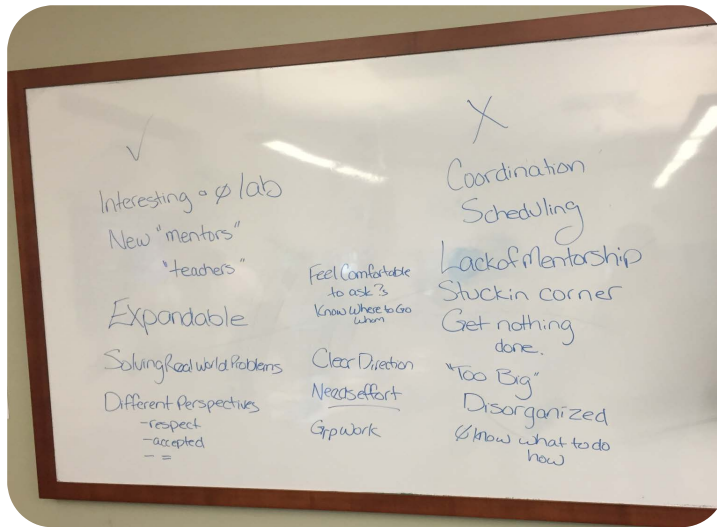 ✓
Interesting ∘ ∅ lab
New "mentors"
"teachers"
Expandable
Solving Real World Problems
Different Perspectives
- respect
- accepted
- =
Feel Comfortable
to ask ?s
Know Where to Go
Whom
Clear Direction
Needs effort
Grp Work
X
Coordination
Scheduling
Lack of Mentorship
Stuck in corner
Get nothing
done.
"Too Big"
Disorganized
∅ know what to do
how